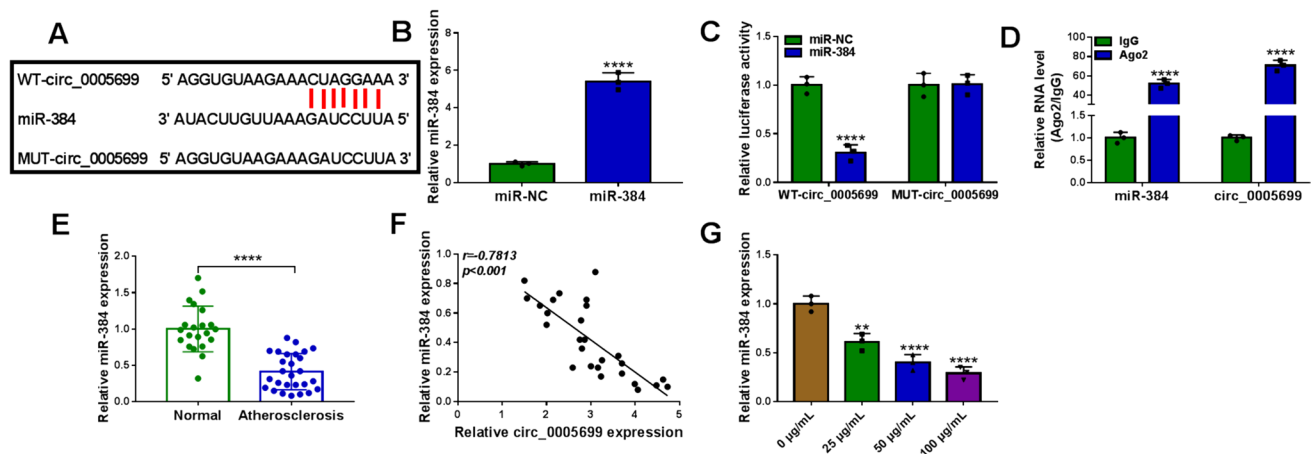 A
WT-circ_0005699 5' AGGUGUAAGAAACUAGGAAA 3'
miR-384 3' AUACUUGUUAAAGAUCCUUA 5'
MUT-circ_0005699 5' AGGUGUAAGAAAGAUCCUUA 3'
B
Relative miR-384 expression
8
6
4
2
0
****
miR-NC
miR-384
C
miR-NC
miR-384
Relative luciferase activity
1.5
1.0
0.5
0.0
****
WT-circ_0005699
MUT-circ_0005699
D
IgG
Ago2
Relative RNA level
(Ago2/IgG)
100
80
60
40
20
1.5
1.0
0.5
0.0
****
****
miR-384
circ_0005699
E
Relative miR-384 expression
2.0
1.5
1.0
0.5
0.0
****
Normal
Atherosclerosis
F
Relative miR-384 expression
1.0
0.8
0.6
0.4
0.2
0.0
r=-0.7813
p<0.001
0 1 2 3 4 5
Relative circ_0005699 expression
G
Relative miR-384 expression
1.5
1.0
0.5
0.0
**
****
****
0 µg/mL
25 µg/mL
50 µg/mL
100 µg/mL